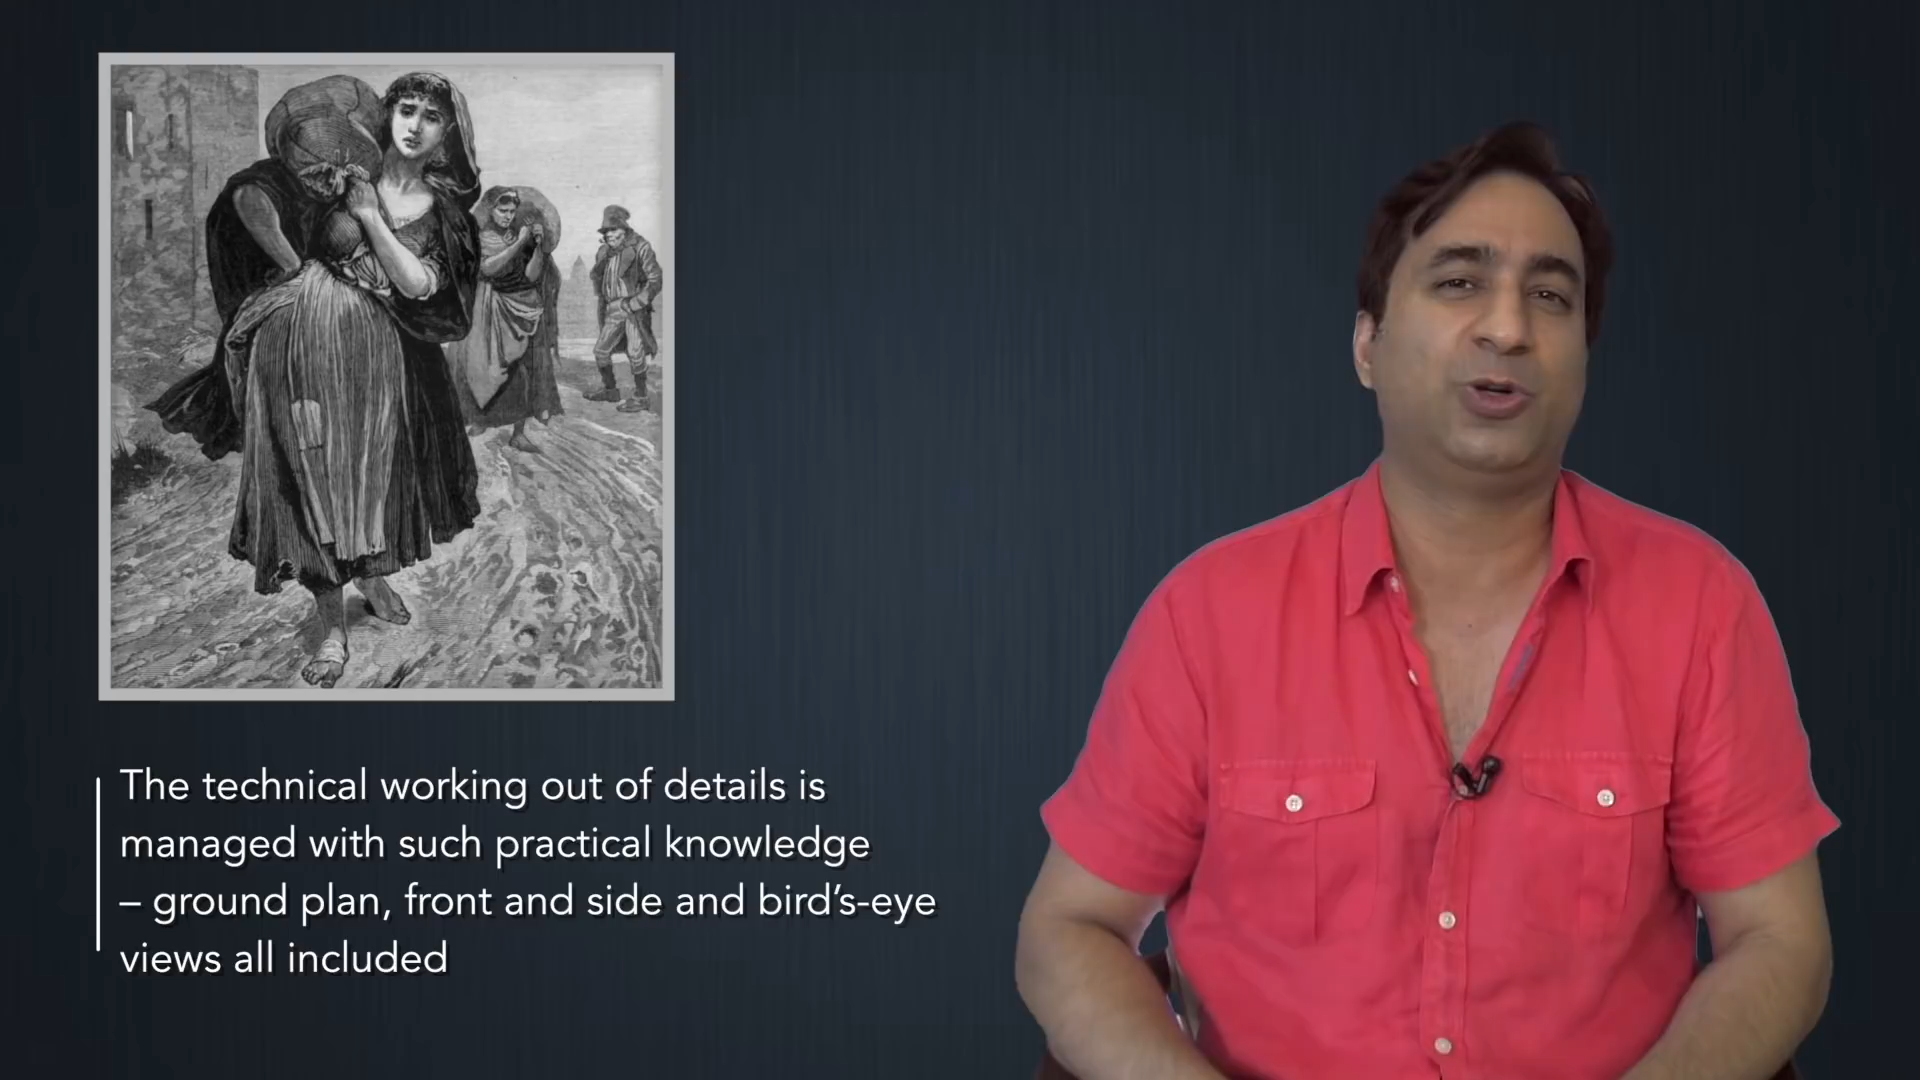 The technical working out of details is
managed with such practical knowledge
– ground plan, front and side and bird’s-eye
views all included